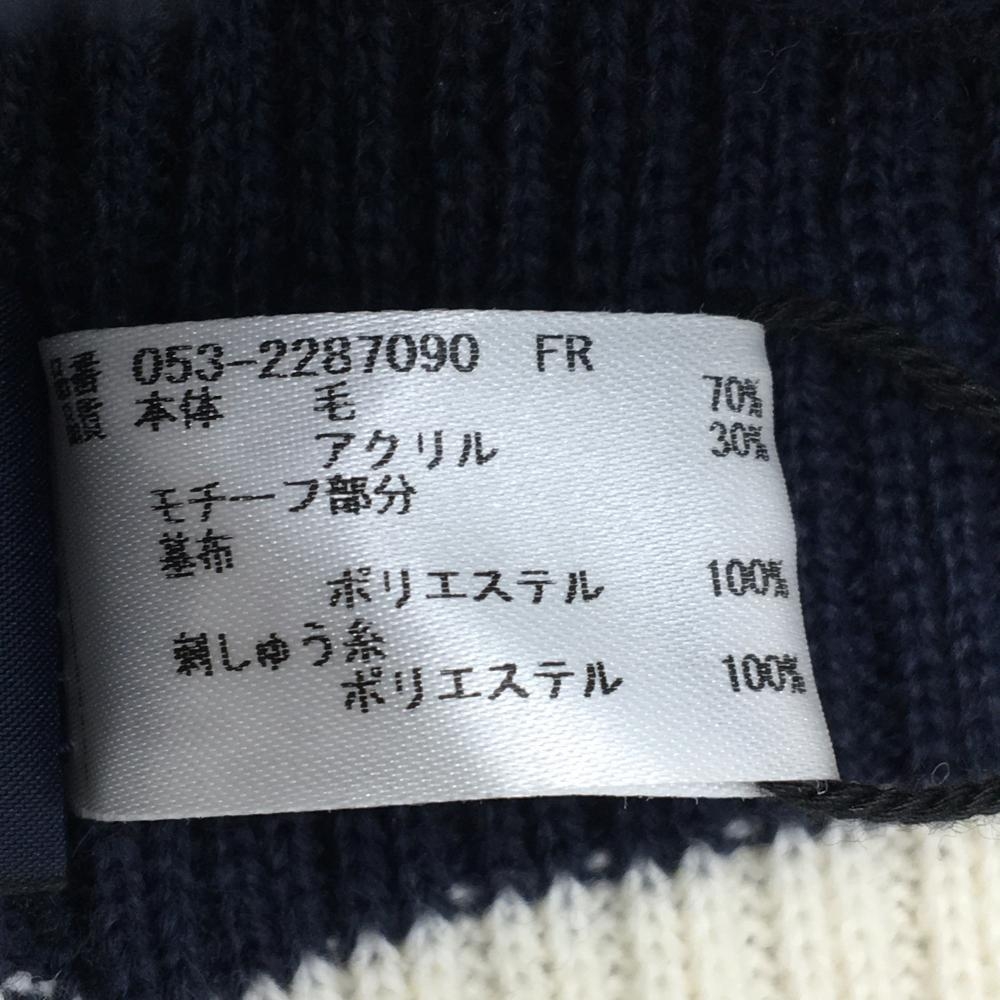 品番 053-2287090 FR
品質 本体 毛 70%
アクリル 30%
モチーフ部分
基布
ポリエステル 100%
刺しゅう糸
ポリエステル 100%